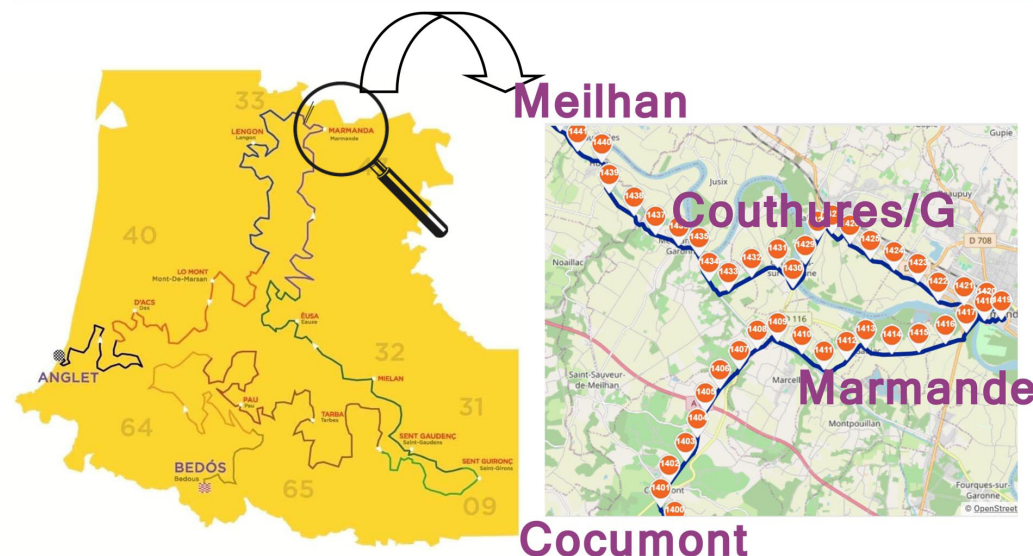 Meilhan
33
LENGON
Langon
MARMANDA
Marmande
40
LO MONT
Mont-De-Marsan
D'ACS
Dax
ÈUSA
Eauze
ANGLET
32
MIELAN
31
64
PAU
Pau
TARBA
Tarbes
SENT GAUDENÇ
Saint-Gaudens
SENT GUIRONÇ
Saint-Girons
BEDÓS
Bedous
65
09
1441
1440
1439
1438
1437
1435
1434
1433
1432
1431
1430
1429
1425
1424
1423
1422
1421
1420
1419
1418
1417
1416
1415
1414
1413
1412
1411
1410
1409
1408
1407
1406
1405
1404
1403
1402
1401
1400
Gupie
Jusix
Couthures/G
D 708
Noaillac
D 116
Saint-Sauveur-
de-Meilhan
Marmande
Montpouillan
Fourques-sur-
Garonne
© OpenStreet
Cocumont